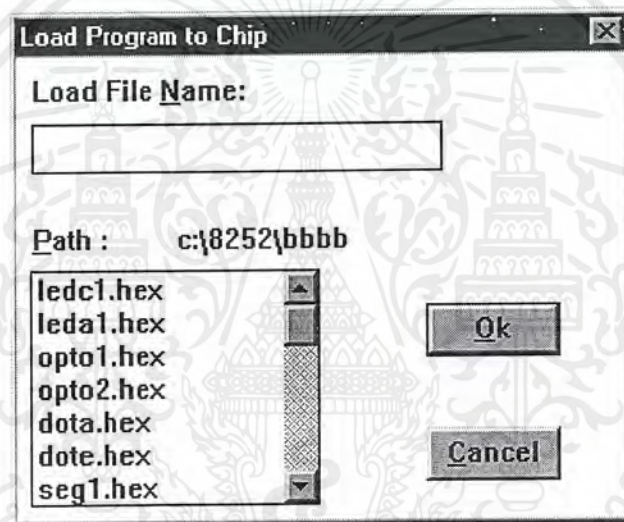 Load Program to Chip
Load File Name:
Path : c:\8252\bbbb
ledc1.hex
leda1.hex
opto1.hex
opto2.hex
dota.hex
dote.hex
seg1.hex
Ok
Cancel